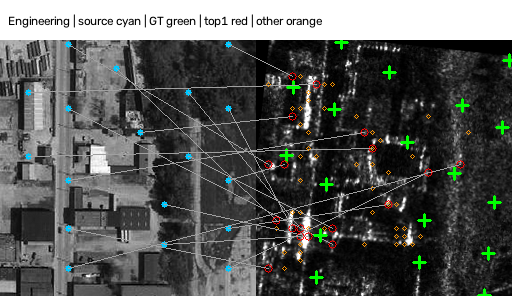 Engineering | source cyan | GT green | top1 red | other orange